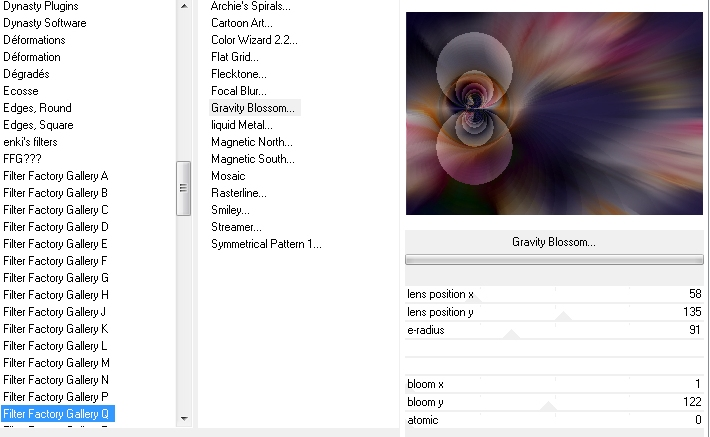 Dynasty Plugins
Dynasty Software
Déformations
Déformation
Dégradés
Ecosse
Edges, Round
Edges, Square
enki's filters
FFG???
Filter Factory Gallery A
Filter Factory Gallery B
Filter Factory Gallery C
Filter Factory Gallery D
Filter Factory Gallery E
Filter Factory Gallery F
Filter Factory Gallery G
Filter Factory Gallery H
Filter Factory Gallery J
Filter Factory Gallery K
Filter Factory Gallery L
Filter Factory Gallery M
Filter Factory Gallery N
Filter Factory Gallery P
Filter Factory Gallery Q
Archie's Spirals...
Cartoon Art...
Color Wizard 2.2...
Flat Grid...
Flecktone...
Focal Blur...
Gravity Blossom...
liquid Metal...
Magnetic North...
Magnetic South...
Mosaic
Rasterline...
Smiley...
Streamer...
Symmetrical Pattern 1...
Gravity Blossom...
lens position x 58
lens position y 135
e-radius 91
bloom x 1
bloom y 122
atomic 0